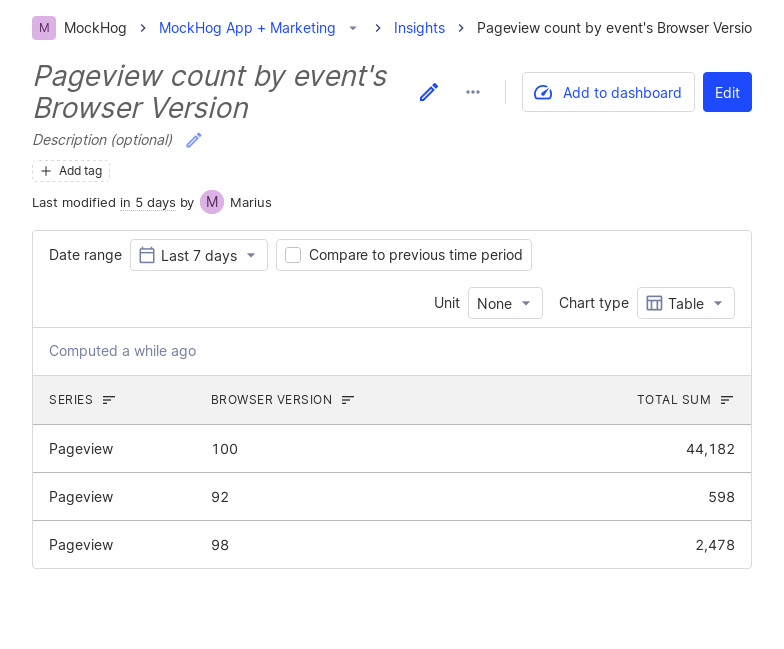 M MockHog > MockHog App + Marketing > Insights > Pageview count by event's Browser Versio
Pageview count by event's
Browser Version
Add to dashboard
Edit
Description (optional)
+ Add tag
Last modified in 5 days by M Marius
Date range Last 7 days Compare to previous time period
Unit None Chart type Table
Computed a while ago
SERIES BROWSER VERSION TOTAL SUM
Pageview 100 44,182
Pageview 92 598
Pageview 98 2,478